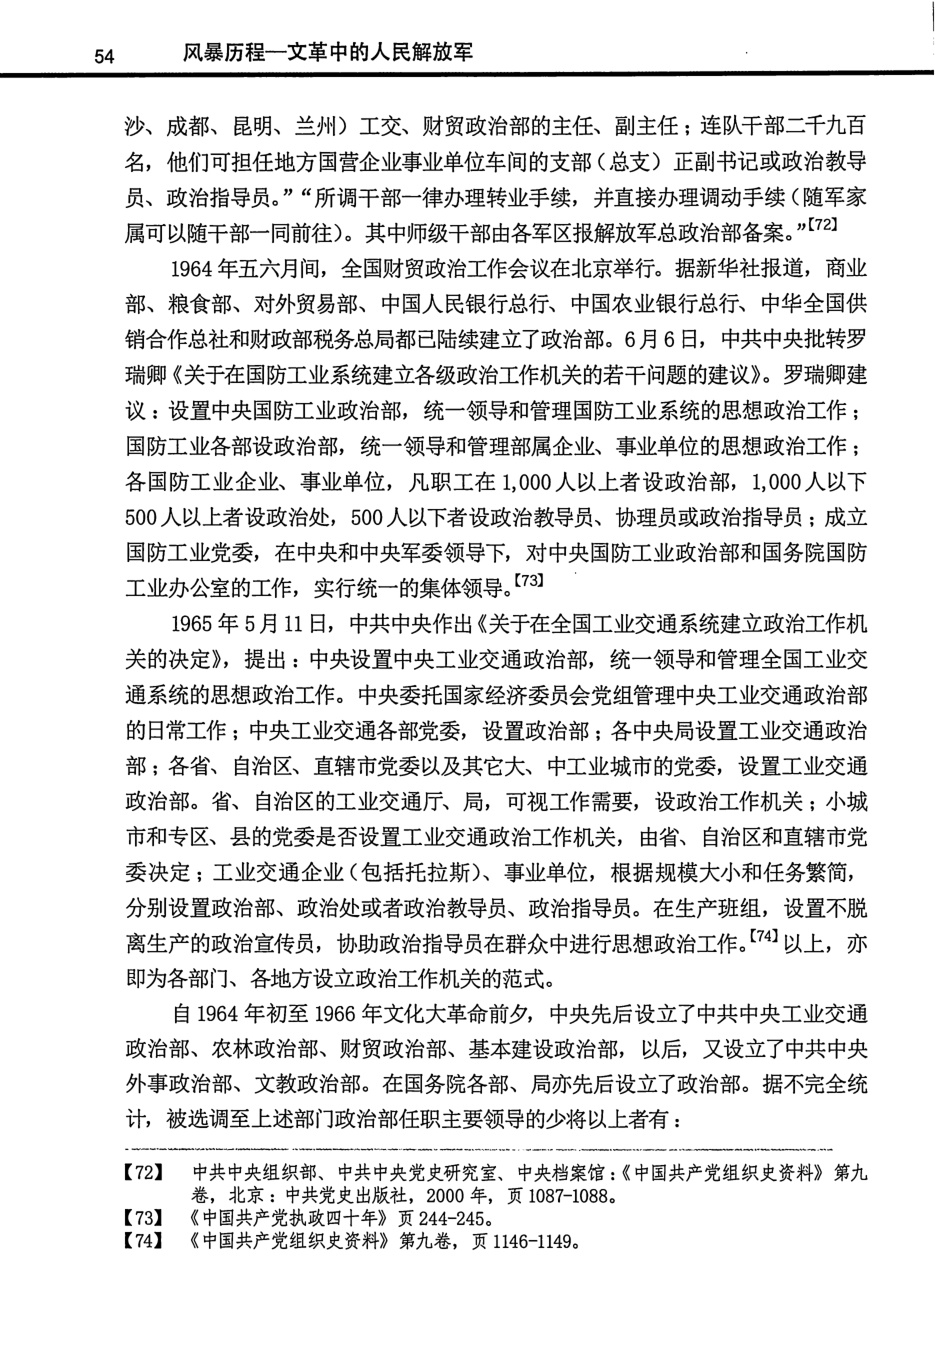 54 风暴历程—文革中的人民解放军
沙、成都、昆明、兰州）工交、财贸政治部的主任、副主任；连队干部二千九百
名，他们可担任地方国营企业事业单位车间的支部（总支）正副书记或政治教导
员、政治指导员。”“所调干部一律办理转业手续，并直接办理调动手续（随军家
属可以随干部一同前往）。其中师级干部由各军区报解放军总政治部备案。”【72】
1964 年五六月间，全国财贸政治工作会议在北京举行。据新华社报道，商业
部、粮食部、对外贸易部、中国人民银行总行、中国农业银行总行、中华全国供
销合作总社和财政部税务总局都已陆续建立了政治部。6 月 6 日，中共中央批转罗
瑞卿《关于在国防工业系统建立各级政治工作机关的若干问题的建议》。罗瑞卿建
议：设置中央国防工业政治部，统一领导和管理国防工业系统的思想政治工作；
国防工业各部设政治部，统一领导和管理部属企业、事业单位的思想政治工作；
各国防工业企业、事业单位，凡职工在 1,000 人以上者设政治部，1,000 人以下
500 人以上者设政治处，500 人以下者设政治教导员、协理员或政治指导员；成立
国防工业党委，在中央和中央军委领导下，对中央国防工业政治部和国务院国防
工业办公室的工作，实行统一的集体领导。【73】
1965 年 5 月 11 日，中共中央作出《关于在全国工业交通系统建立政治工作机
关的决定》，提出：中央设置中央工业交通政治部，统一领导和管理全国工业交
通系统的思想政治工作。中央委托国家经济委员会党组管理中央工业交通政治部
的日常工作；中央工业交通各部党委，设置政治部；各中央局设置工业交通政治
部；各省、自治区、直辖市党委以及其它大、中工业城市的党委，设置工业交通
政治部。省、自治区的工业交通厅、局，可视工作需要，设政治工作机关；小城
市和专区、县的党委是否设置工业交通政治工作机关，由省、自治区和直辖市党
委决定；工业交通企业（包括托拉斯）、事业单位，根据规模大小和任务繁简，
分别设置政治部、政治处或者政治教导员、政治指导员。在生产班组，设置不脱
离生产的政治宣传员，协助政治指导员在群众中进行思想政治工作。【74】以上，亦
即为各部门、各地方设立政治工作机关的范式。
自 1964 年初至 1966 年文化大革命前夕，中央先后设立了中共中央工业交通
政治部、农林政治部、财贸政治部、基本建设政治部，以后，又设立了中共中央
外事政治部、文教政治部。在国务院各部、局亦先后设立了政治部。据不完全统
计，被选调至上述部门政治部任职主要领导的少将以上者有：
【72】 中共中央组织部、中共中央党史研究室、中央档案馆：《中国共产党组织史资料》第九
卷，北京：中共党史出版社，2000 年，页 1087-1088。
【73】 《中国共产党执政四十年》页 244-245。
【74】 《中国共产党组织史资料》第九卷，页 1146-1149。